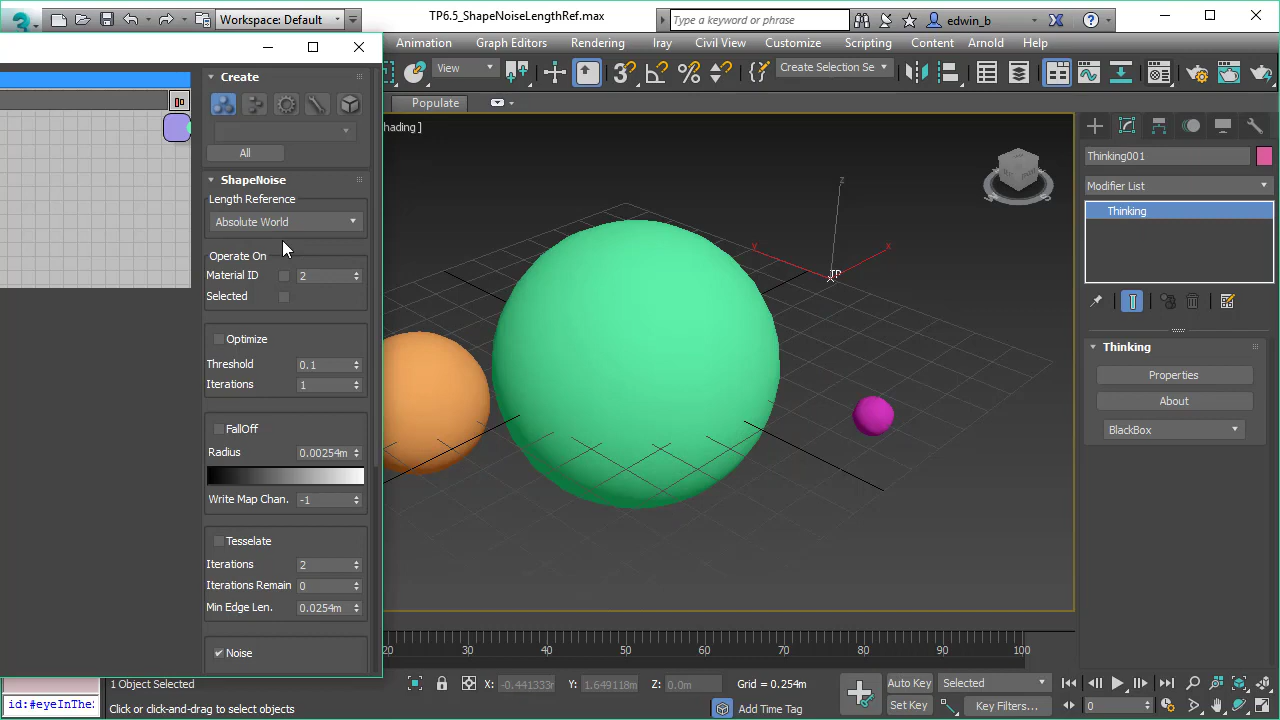 Workspace: Default
TP6.5_ShapeNoiseLengthRef.max
Type a keyword or phrase
edwin_b
Animation
Graph Editors
Rendering
Iray
Civil View
Customize
Scripting
Content
Arnold
Help
View
Create Selection Se
Populate
hading ]
Create
All
ShapeNoise
Length Reference
Absolute World
Operate On
Material ID 2
Selected
Optimize
Threshold 0.1
Iterations 1
FallOff
Radius 0.00254m
Write Map Chan. -1
Tesselate
Iterations 2
Iterations Remain 0
Min Edge Len. 0.0254m
Noise
z
y
x
TP
Thinking001
Modifier List
Thinking
Thinking
Properties
About
BlackBox
20 30 40 50 60 70 80 90 100
1 Object Selected
X: -0.441333m
Y: 1.649118m
Z: 0.0m
Grid = 0.254m
Auto Key
Selected
id:#eyeInThe
Click or click-and-drag to select objects
Add Time Tag
Set Key
Key Filters...
0